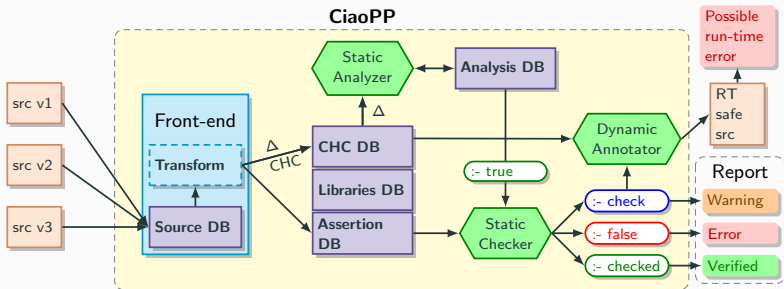 CiaoPP
Possible
run-time
error
Static
Analyzer
Analysis DB
src v1
src v2
src v3
Front-end
Transform
Source DB
Δ
CHC
Δ
CHC DB
Libraries DB
Assertion
DB
:- true
Static
Checker
Dynamic
Annotator
RT
safe
src
:- check
:- false
:- checked
Report
Warning
Error
Verified